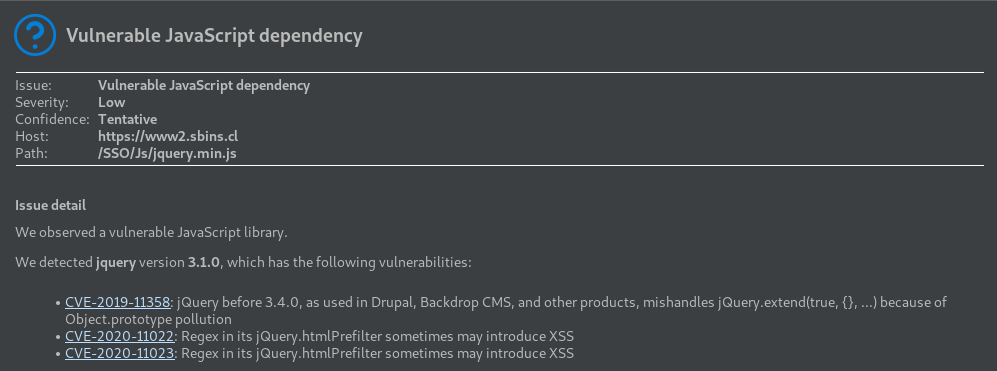 Vulnerable JavaScript dependency
Issue: Vulnerable JavaScript dependency
Severity: Low
Confidence: Tentative
Host: https://www2.sbins.cl
Path: /SSO/Js/jquery.min.js
Issue detail
We observed a vulnerable JavaScript library.
We detected jquery version 3.1.0, which has the following vulnerabilities:
• CVE-2019-11358: jQuery before 3.4.0, as used in Drupal, Backdrop CMS, and other products, mishandles jQuery.extend(true, {}, ...) because of
Object.prototype pollution
• CVE-2020-11022: Regex in its jQuery.htmlPrefilter sometimes may introduce XSS
• CVE-2020-11023: Regex in its jQuery.htmlPrefilter sometimes may introduce XSS